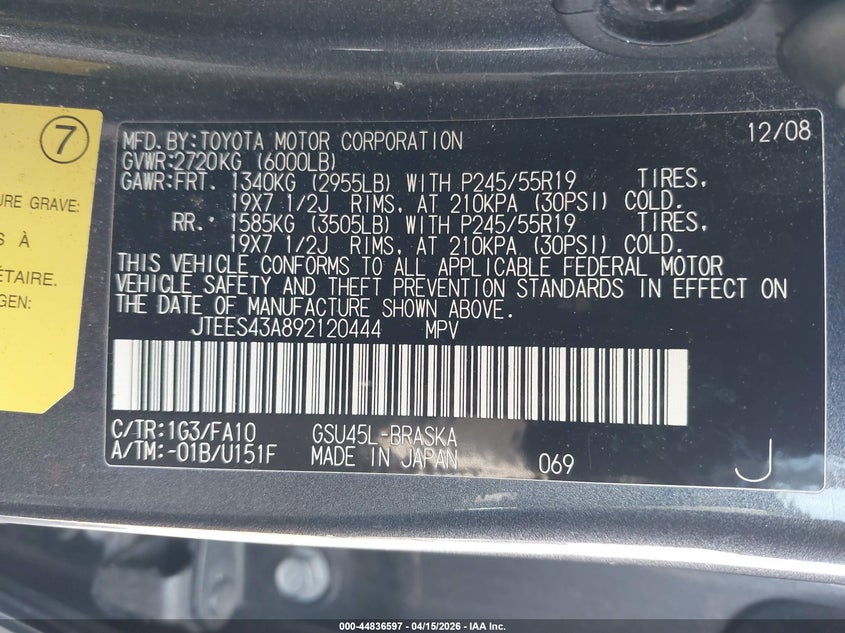 7
URE GRAVE:
S À
ÉTAIRE.
GEN:
MFD.BY:TOYOTA MOTOR CORPORATION 12/08
GVWR:2720KG (6000LB)
GAWR:FRT. 1340KG (2955LB) WITH P245/55R19 TIRES,
19X7 1/2J RIMS, AT 210KPA (30PSI) COLD.
RR. 1585KG (3505LB) WITH P245/55R19 TIRES,
19X7 1/2J RIMS, AT 210KPA (30PSI) COLD.
THIS VEHICLE CONFORMS TO ALL APPLICABLE FEDERAL MOTOR
VEHICLE SAFETY AND THEFT PREVENTION STANDARDS IN EFFECT ON
THE DATE OF MANUFACTURE SHOWN ABOVE.
JTEES43A892120444 MPV
C/TR:1G3/FA10 GSU45L-BRASKA
A/TM:-01B/U151F MADE IN JAPAN 069 J
000-44836597 - 04/15/2026 - IAA Inc.